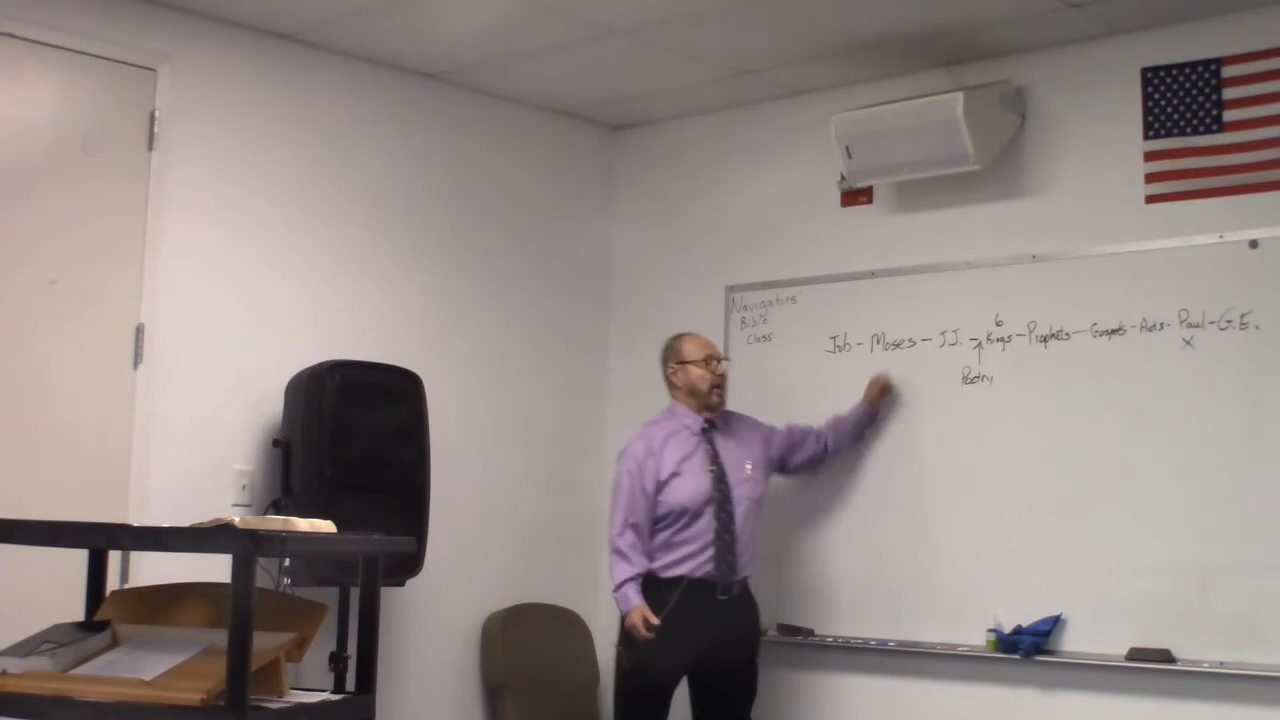 Navigators
Bible
Class
6
Job - Moses - J.J. - Kings - Prophets - Gospels - Acts - Paul - G.E.
X
Poetry